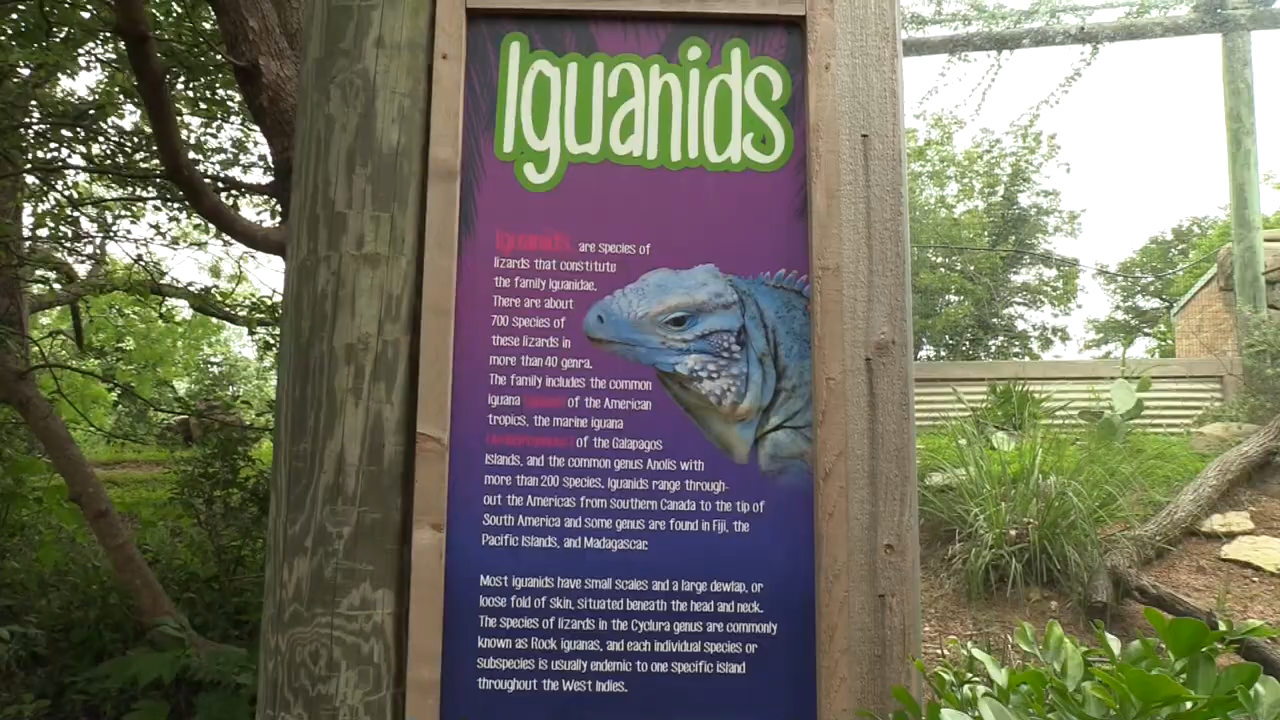 Iguanids
Iguanids are species of
lizards that constitute
the family Iguanidae.
There are about
700 species of
these lizards in
more than 40 genra.
The family includes the common
iguana of the American
tropics, the marine iguana
of the Galapagos
Islands, and the common genus Anolis with
more than 200 species. Iguanids range through-
out the Americas from southern Canada to the tip of
South America and some genus are found in Fiji, the
Pacific Islands, and Madagascar.
Most iguanids have small scales and a large dewlap, or
loose fold of skin, situated beneath the head and neck.
The species of lizards in the Cyclura genus are commonly
known as Rock iguanas, and each individual species or
subspecies is usually endemic to one specific island
throughout the West Indies.